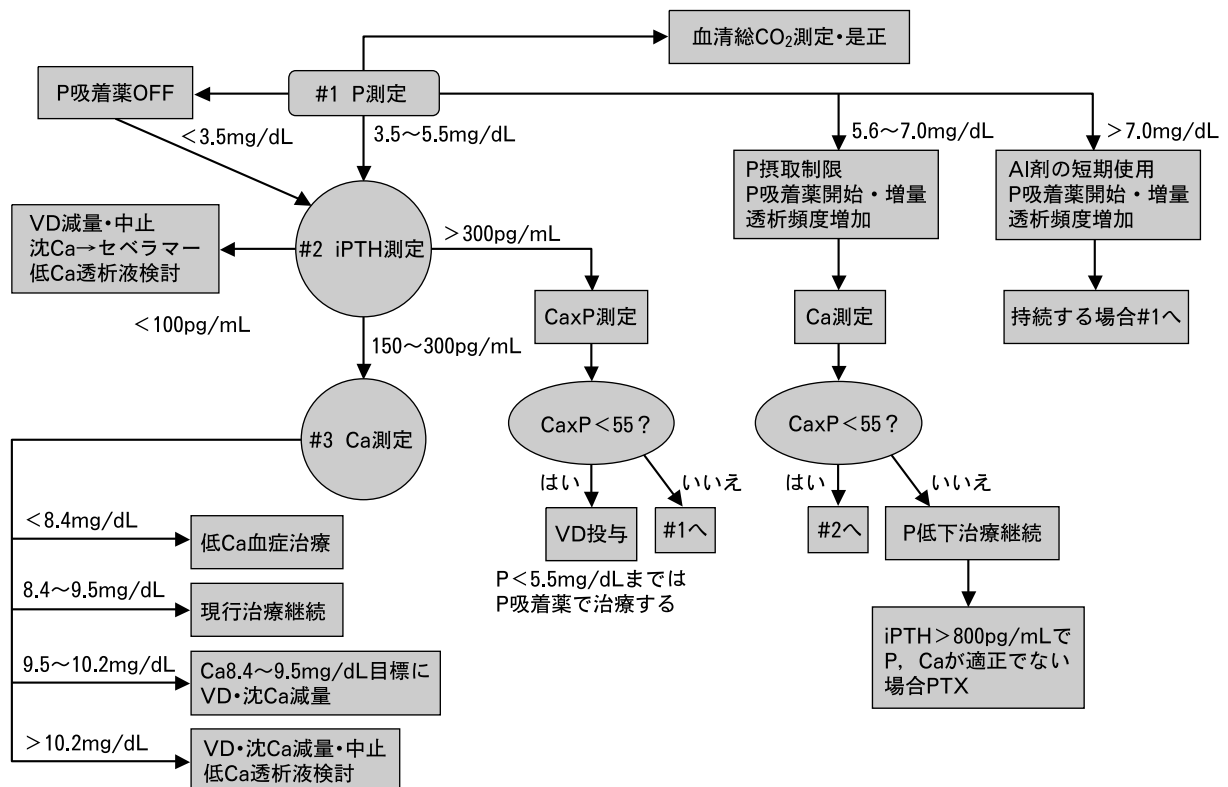 血清総CO₂測定・是正
P吸着薬OFF
#1 P測定
<3.5mg/dL
3.5〜5.5mg/dL
5.6〜7.0mg/dL
>7.0mg/dL
P摂取制限
P吸着薬開始・増量
透析頻度増加
Al剤の短期使用
P吸着薬開始・増量
透析頻度増加
VD減量・中止
沈Ca→セベラマー
低Ca透析液検討
#2 iPTH測定
>300pg/mL
<100pg/mL
150〜300pg/mL
CaxP測定
Ca測定
持続する場合#1へ
#3 Ca測定
CaxP<55?
CaxP<55?
はい
いいえ
はい
いいえ
VD投与
#1へ
#2へ
P低下治療継続
P<5.5mg/dLまでは
P吸着薬で治療する
iPTH>800pg/mLで
P，Caが適正でない
場合PTX
<8.4mg/dL
低Ca血症治療
8.4〜9.5mg/dL
現行治療継続
9.5〜10.2mg/dL
Ca8.4〜9.5mg/dL目標に
VD・沈Ca減量
>10.2mg/dL
VD・沈Ca減量・中止
低Ca透析液検討